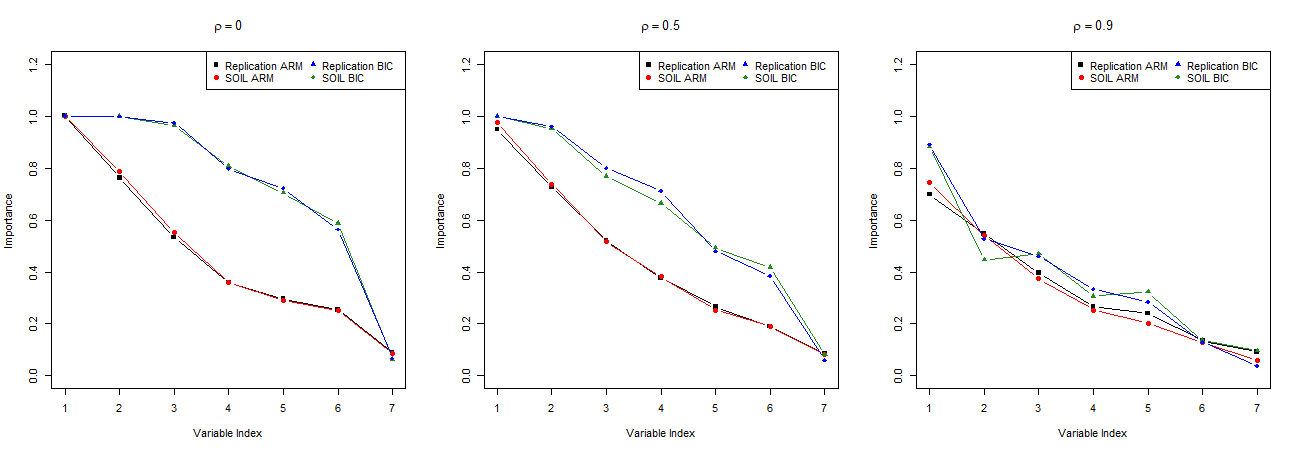 ρ = 0
Replication ARM Replication BIC
SOIL ARM SOIL BIC
Importance
0.0 0.2 0.4 0.6 0.8 1.0 1.2
1 2 3 4 5 6 7
Variable Index
ρ = 0.5
Replication ARM Replication BIC
SOIL ARM SOIL BIC
Importance
0.0 0.2 0.4 0.6 0.8 1.0 1.2
1 2 3 4 5 6 7
Variable Index
ρ = 0.9
Replication ARM Replication BIC
SOIL ARM SOIL BIC
Importance
0.0 0.2 0.4 0.6 0.8 1.0 1.2
1 2 3 4 5 6 7
Variable Index